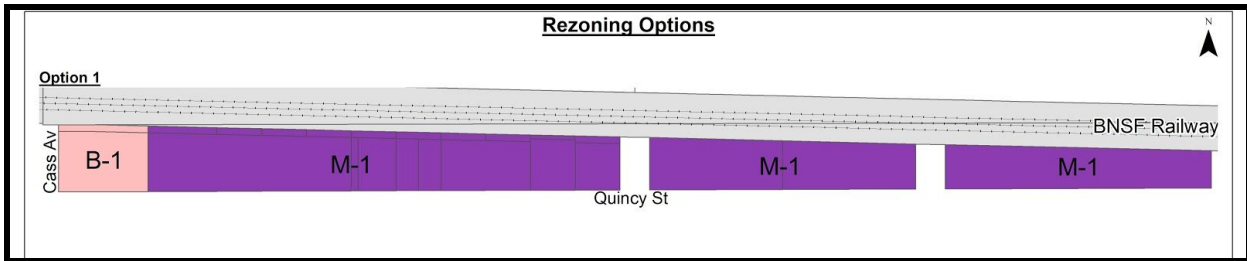 Rezoning Options
N
Option 1
BNSF Railway
Cass Av
B-1
M-1
M-1
M-1
Quincy St